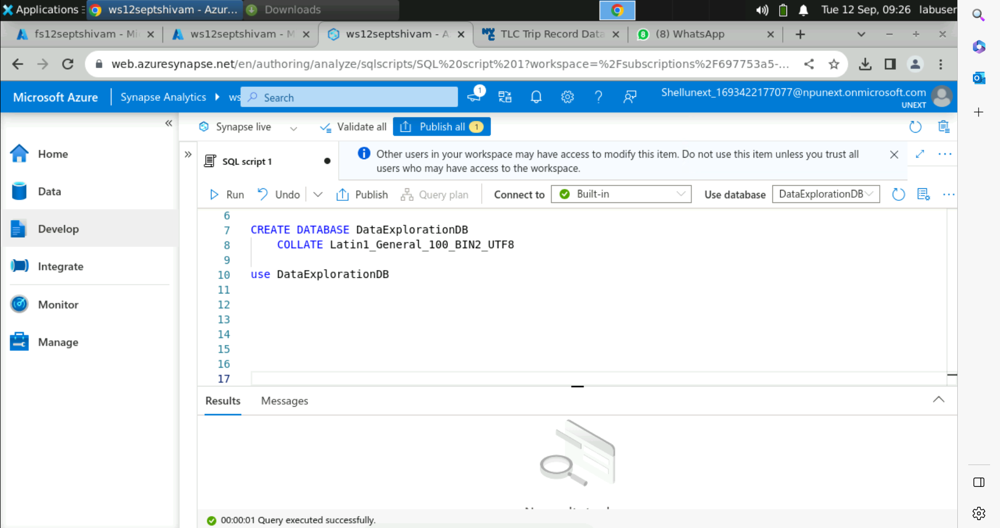 Applications
ws12septshivam - Azur...
Downloads
Tue 12 Sep, 09:26
labuser
fs12septshivam - Mi
ws12septshivam - M
ws12septshivam - A
TLC Trip Record Data
(8) WhatsApp
web.azuresynapse.net/en/authoring/analyze/sqlscripts/SQL%20script%201?workspace=%2Fsubscriptions%2F697753a5-...
Microsoft Azure
Synapse Analytics
ws
Search
1
Shellunext_1693422177077@npunext.onmicrosoft.com
UNEXT
Synapse live
Validate all
Publish all 1
Home
Data
Develop
Integrate
Monitor
Manage
SQL script 1
Other users in your workspace may have access to modify this item. Do not use this item unless you trust all
users who may have access to the workspace.
Run
Undo
Publish
Query plan
Connect to
Built-in
Use database
DataExplorationDB
6
7 CREATE DATABASE DataExplorationDB
8 COLLATE Latin1_General_100_BIN2_UTF8
9
10 use DataExplorationDB
11
12
13
14
15
16
17
Results
Messages
00:00:01 Query executed successfully.